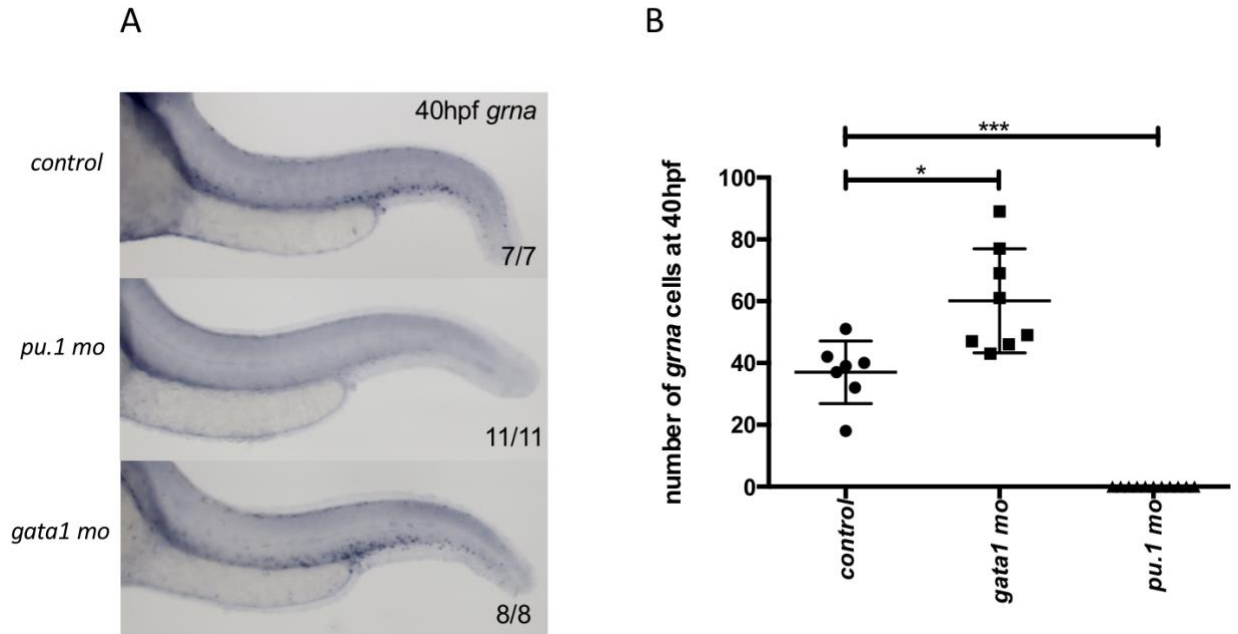 A
control
40hpf grna
7/7
pu.1 mo
11/11
gata1 mo
8/8
B
***
*
number of grna cells at 40hpf
100
80
60
40
20
0
control
gata1 mo
pu.1 mo